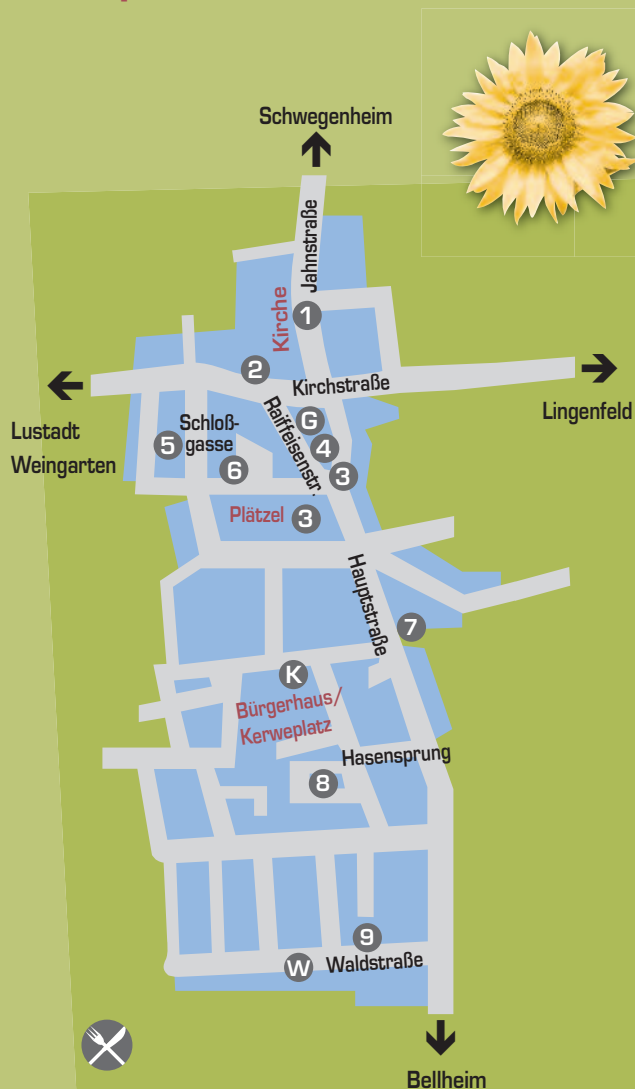 Schwegenheim
Jahnstraße
Kirche
1
2
Kirchstraße
Lustadt
Weingarten
Lingenfeld
Schloß-
gasse
5
6
Raiffeisenstr.
G
4
3
Plätzel
3
Hauptstraße
7
K
Bürgerhaus/
Kerweplatz
Hasensprung
8
9
W
Waldstraße
Bellheim